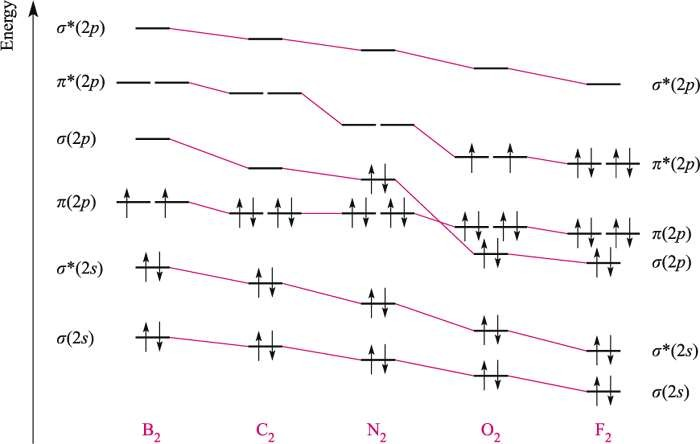 Energy
σ*(2p)
π*(2p)
σ(2p)
π(2p)
σ*(2s)
σ(2s)
σ*(2p)
π*(2p)
π(2p)
σ(2p)
σ*(2s)
σ(2s)
B₂ C₂ N₂ O₂ F₂